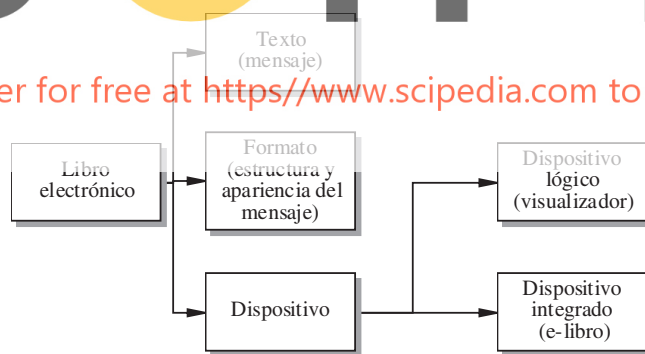 Texto
(mensaje)
er for free at https//www.scipedia.com to
Libro
electrónico
Formato
(estructura y
apariencia del
mensaje)
Dispositivo
lógico
(visualizador)
Dispositivo
Dispositivo
integrado
(e-libro)